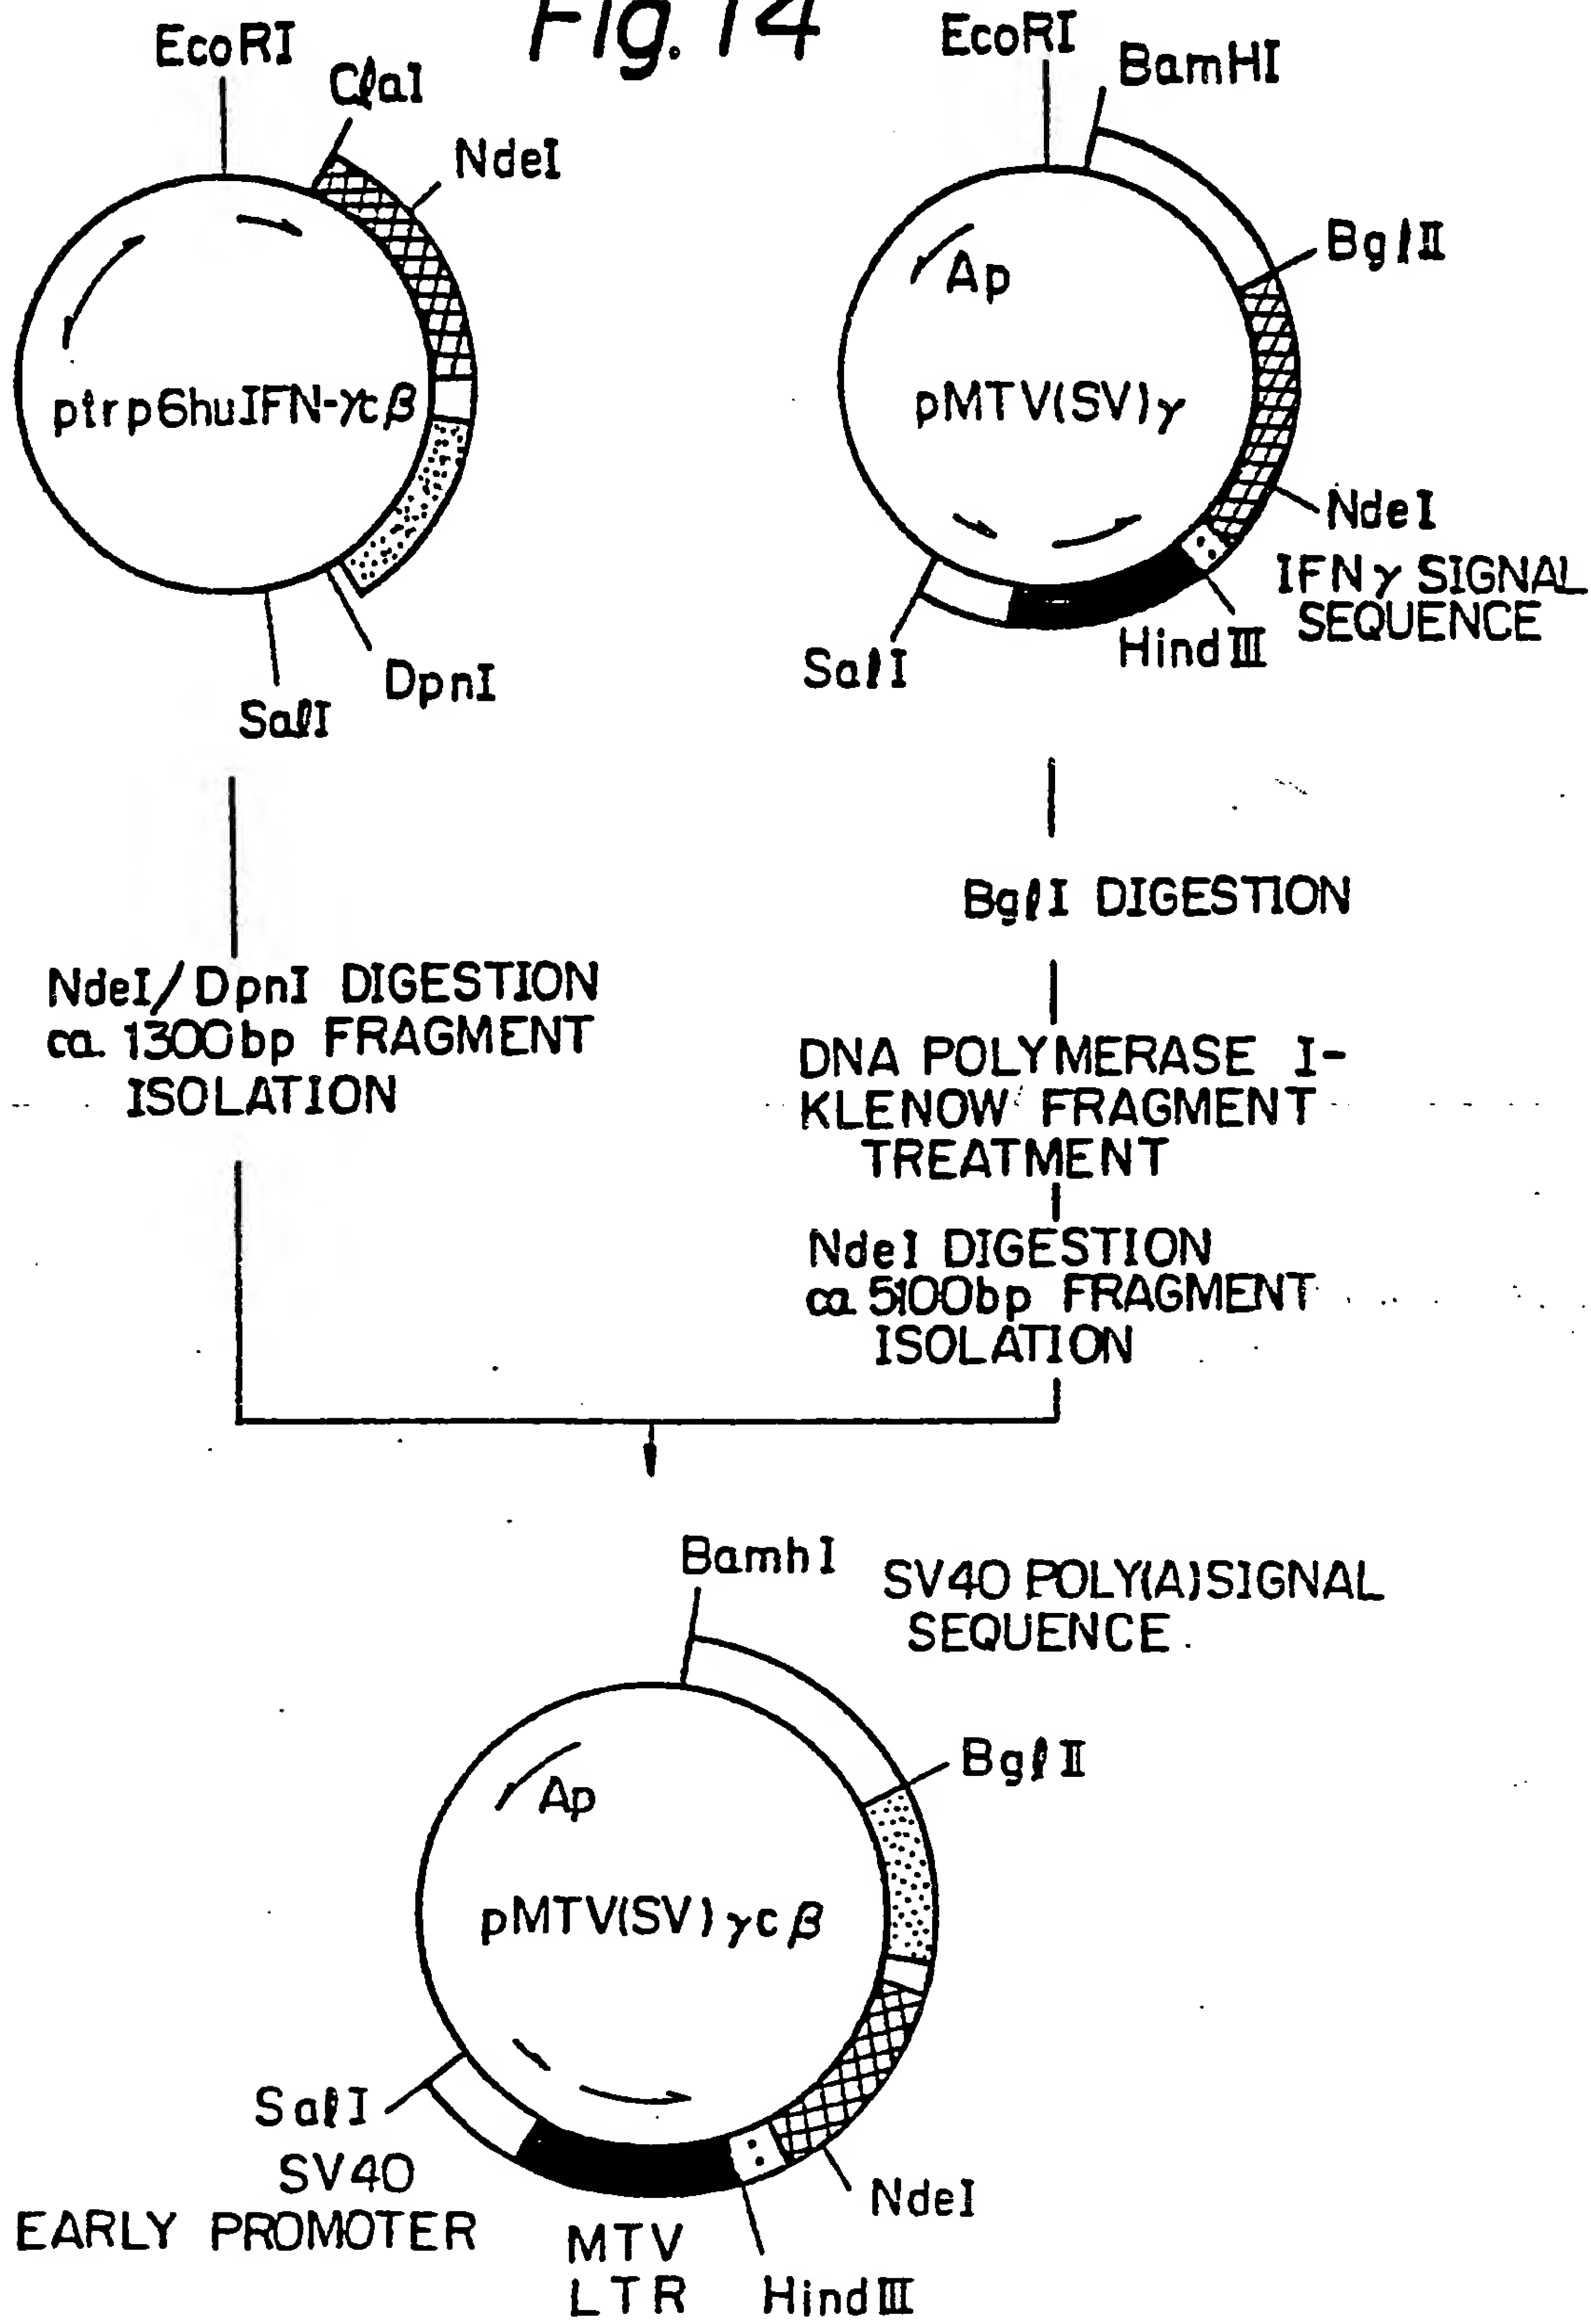 Fig. 14
EcoRI
ClaI
NdeI
ptrp6huIFN-γcβ
DpnI
SalI
EcoRI
BamHI
BglII
Ap
pMTV(SV)γ
NdeI
IFNγ SIGNAL
SEQUENCE
HindIII
SalI
NdeI/DpnI DIGESTION
ca. 1300bp FRAGMENT
ISOLATION
BglI DIGESTION
DNA POLYMERASE I-
KLENOW FRAGMENT
TREATMENT
NdeI DIGESTION
ca 5100bp FRAGMENT
ISOLATION
BamhI
SV40 POLY(A)SIGNAL
SEQUENCE.
BglII
Ap
pMTV(SV)γcβ
SalI
SV40
EARLY PROMOTER
MTV
LTR
HindIII
NdeI